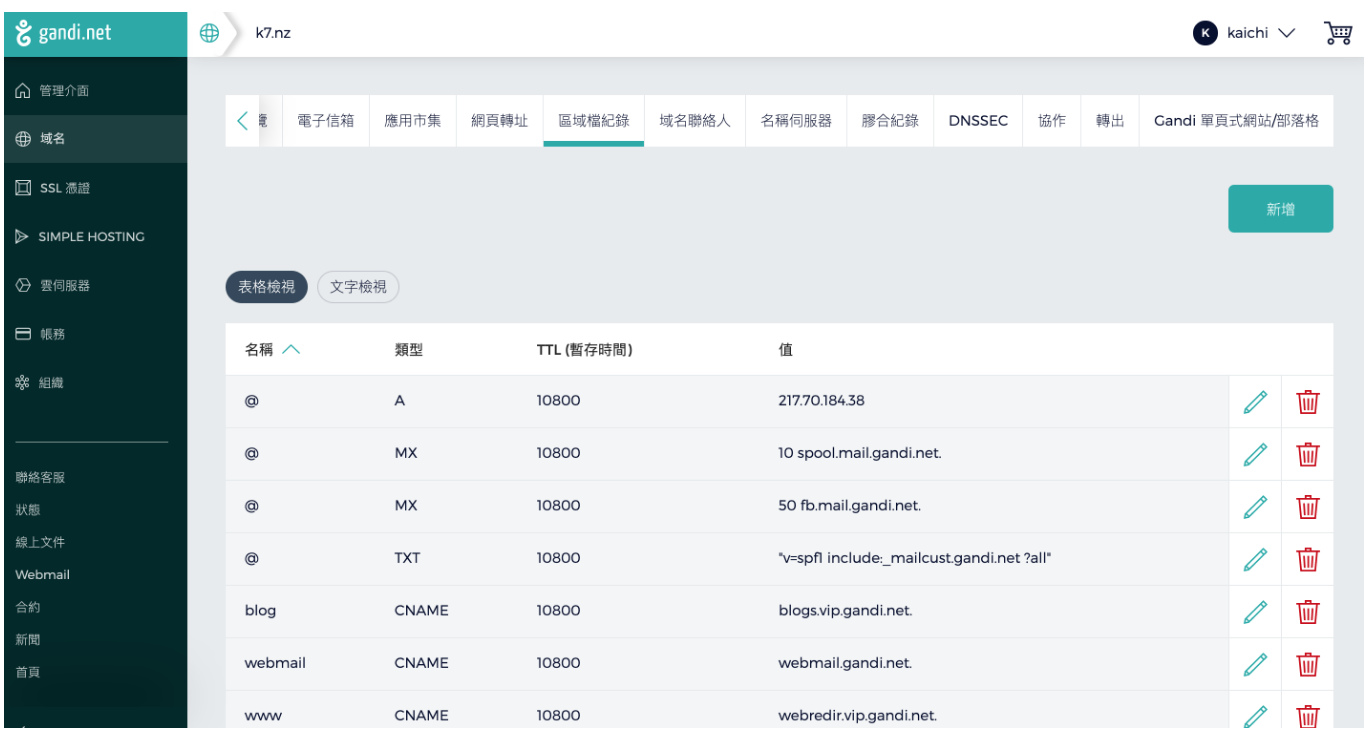 gandi.net
k7.nz
K kaichi
管理介面
域名
SSL 憑證
SIMPLE HOSTING
雲伺服器
帳務
組織
聯絡客服
狀態
線上文件
Webmail
合約
新聞
首頁
覽 電子信箱 應用市集 網頁轉址 區域檔紀錄 域名聯絡人 名稱伺服器 膠合紀錄 DNSSEC 協作 轉出 Gandi 單頁式網站/部落格
新增
表格檢視 文字檢視
名稱 類型 TTL (暫存時間) 值
@ A 10800 217.70.184.38
@ MX 10800 10 spool.mail.gandi.net.
@ MX 10800 50 fb.mail.gandi.net.
@ TXT 10800 "v=spf1 include:_mailcust.gandi.net ?all"
blog CNAME 10800 blogs.vip.gandi.net.
webmail CNAME 10800 webmail.gandi.net.
www CNAME 10800 webredir.vip.gandi.net.